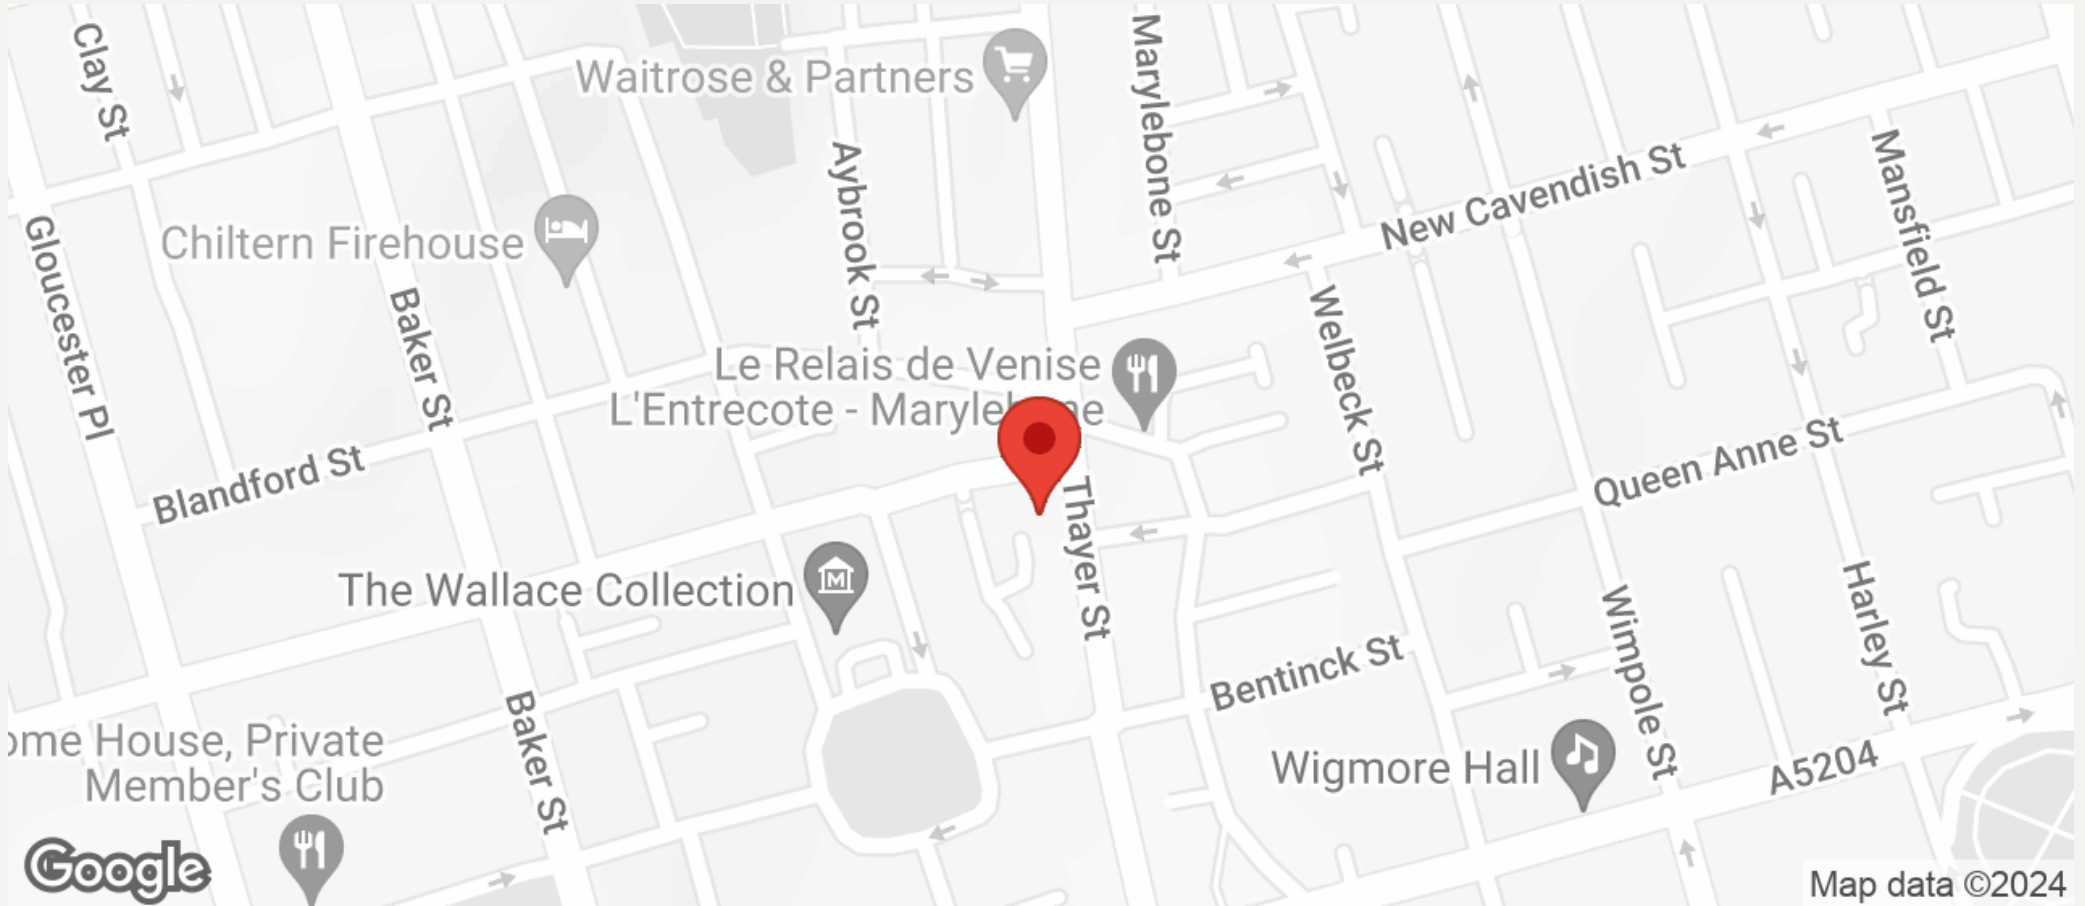 Clay St
Waitrose & Partners
Marylebone St
Aybrook St
New Cavendish St
Mansfield St
Gloucester Pl
Chiltern Firehouse
Baker St
Welbeck St
Le Relais de Venise
L'Entrecote - Marylebone
Blandford St
Queen Anne St
Thayer St
The Wallace Collection
Harley St
Wimpole St
Bentinck St
Baker St
ome House, Private
Member's Club
Wigmore Hall
A5204
Google
Map data ©2024